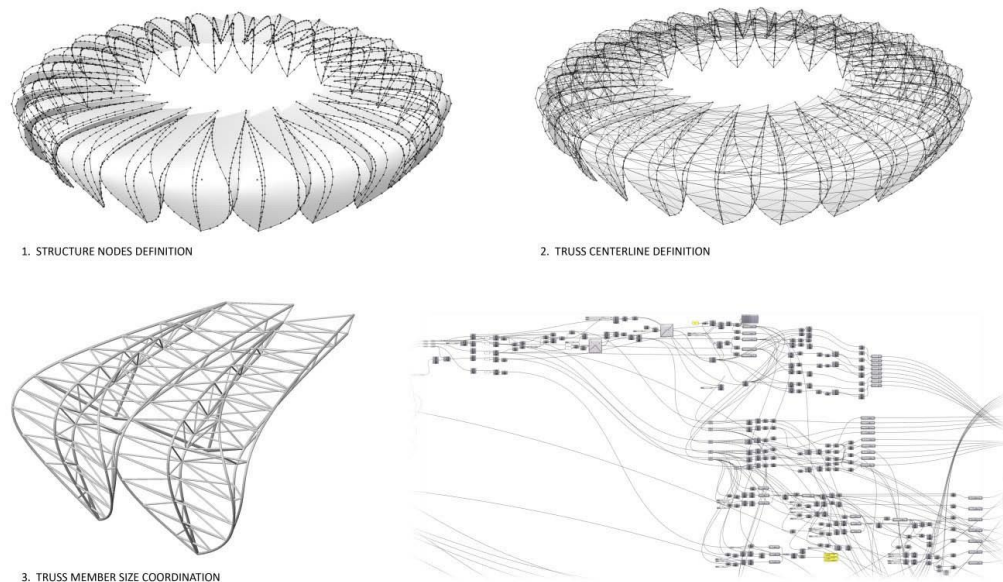 1. STRUCTURE NODES DEFINITION
2. TRUSS CENTERLINE DEFINITION
3. TRUSS MEMBER SIZE COORDINATION